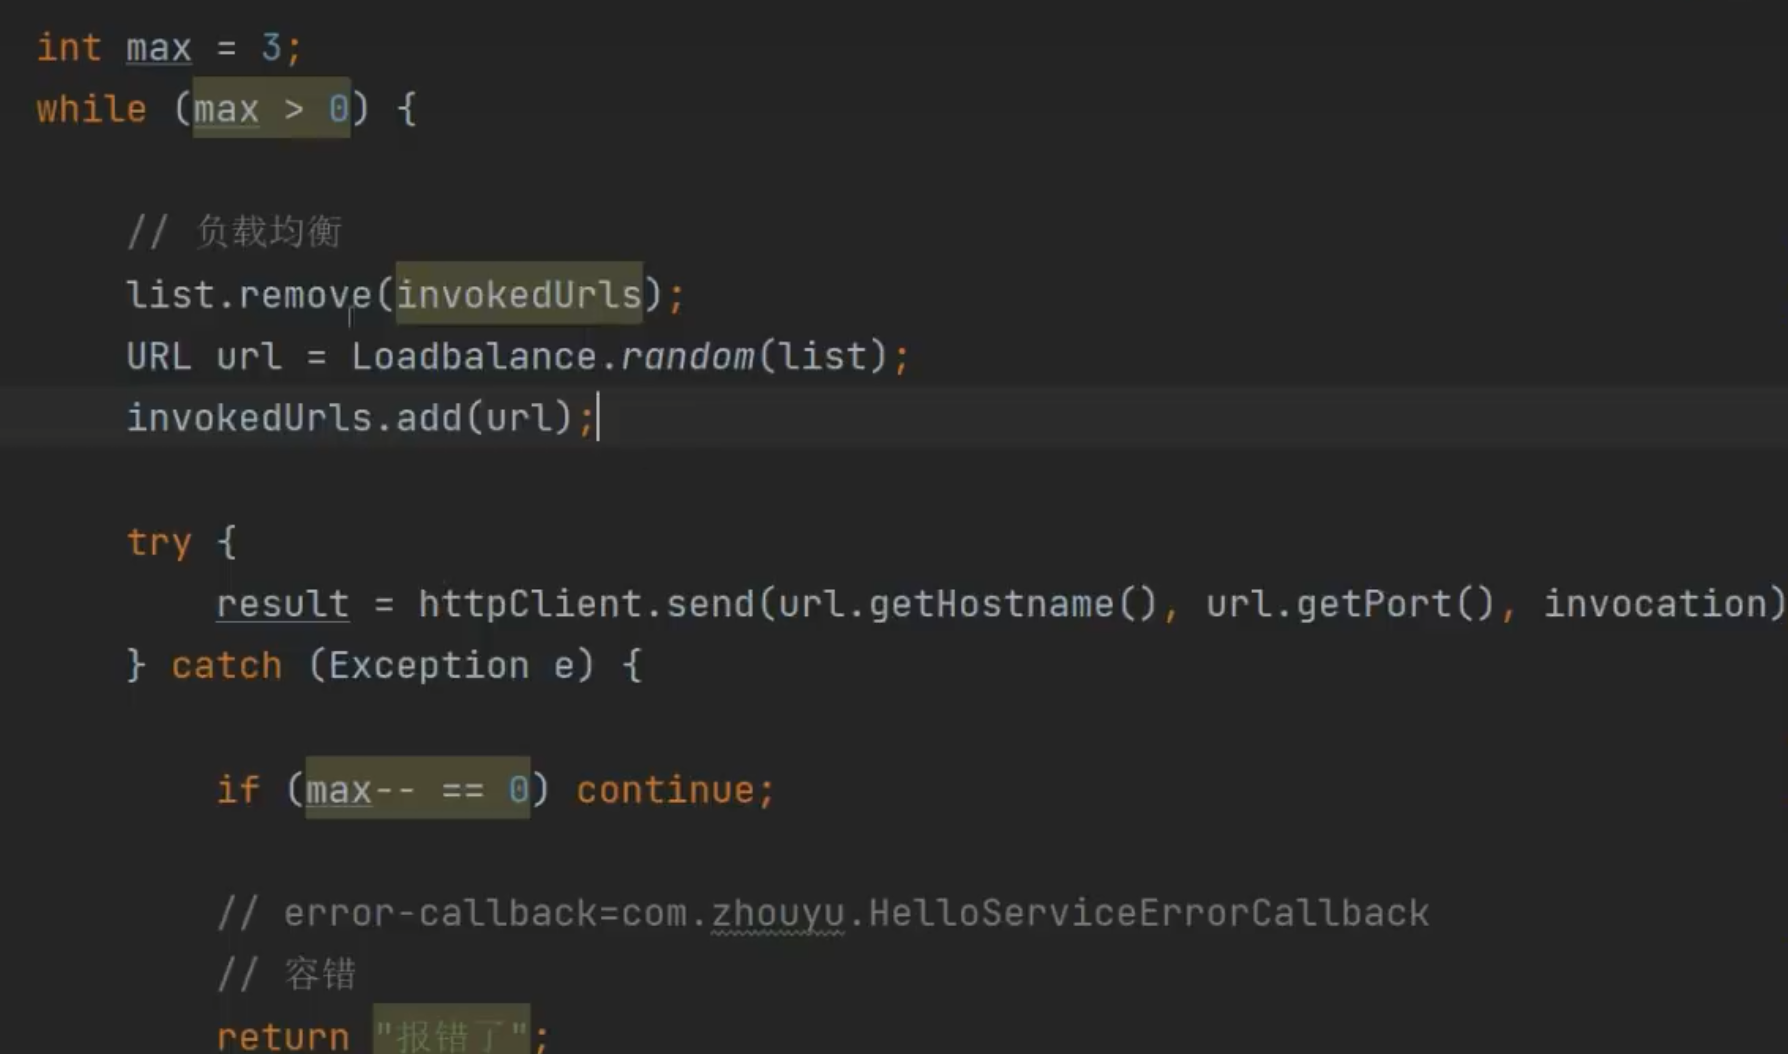 int max = 3;
while (max > 0) {
// 负载均衡
list.remove(invokedUrls);
URL url = Loadbalance.random(list);
invokedUrls.add(url);
try {
result = httpClient.send(url.getHostname(), url.getPort(), invocation)
} catch (Exception e) {
if (max-- == 0) continue;
// error-callback=com.zhouyu.HelloServiceErrorCallback
// 容错
return "报错了";